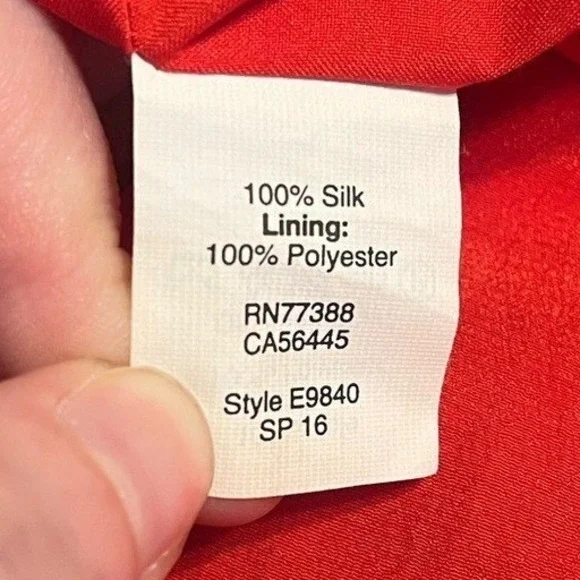 100% Silk
Lining:
100% Polyester
RN77388
CA56445
Style E9840
SP 16